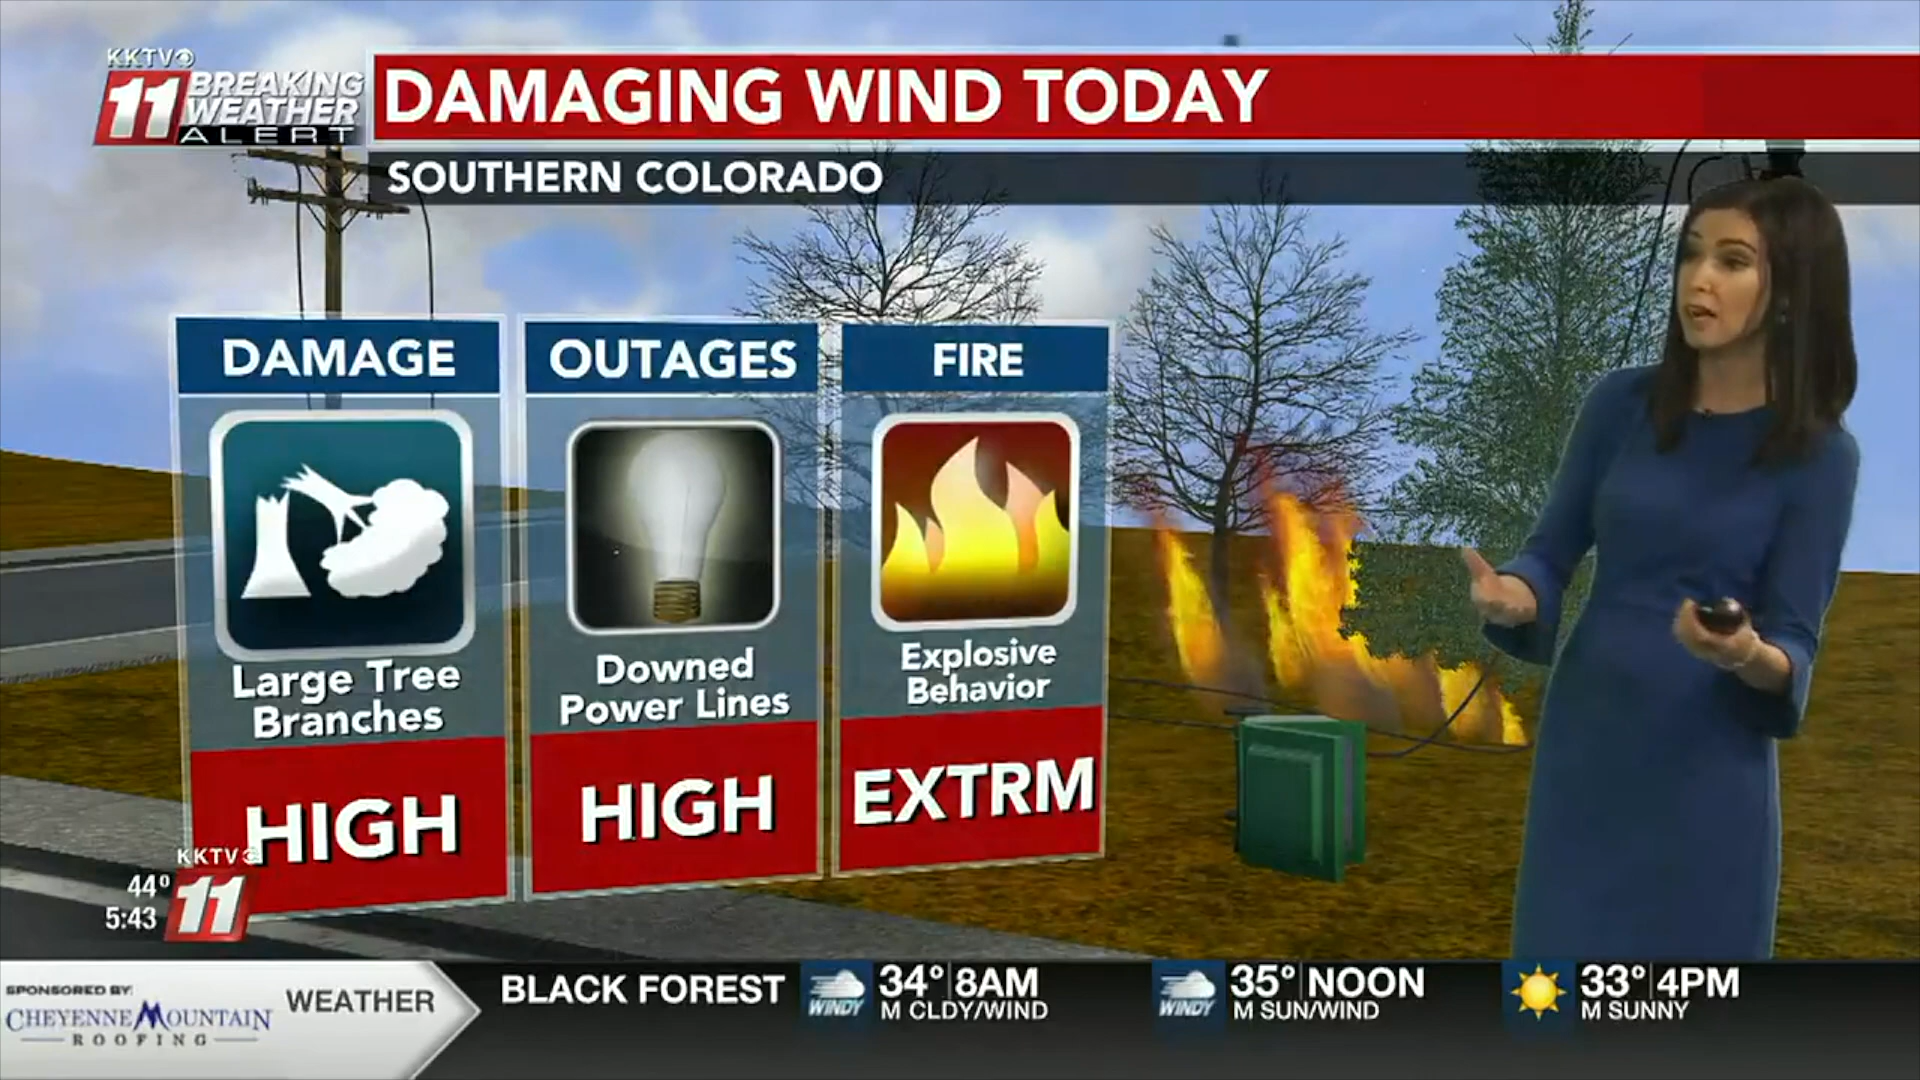 KKTV
11 BREAKING
WEATHER
ALERT
DAMAGING WIND TODAY
SOUTHERN COLORADO
DAMAGE
Large Tree
Branches
HIGH
OUTAGES
Downed
Power Lines
HIGH
FIRE
Explosive
Behavior
EXTRM
KKTV
11
44°
5:43
SPONSORED BY:
CHEYENNE MOUNTAIN
ROOFING
WEATHER
BLACK FOREST
WINDY
34° 8AM
M CLDY/WIND
WINDY
35° NOON
M SUN/WIND
33° 4PM
M SUNNY